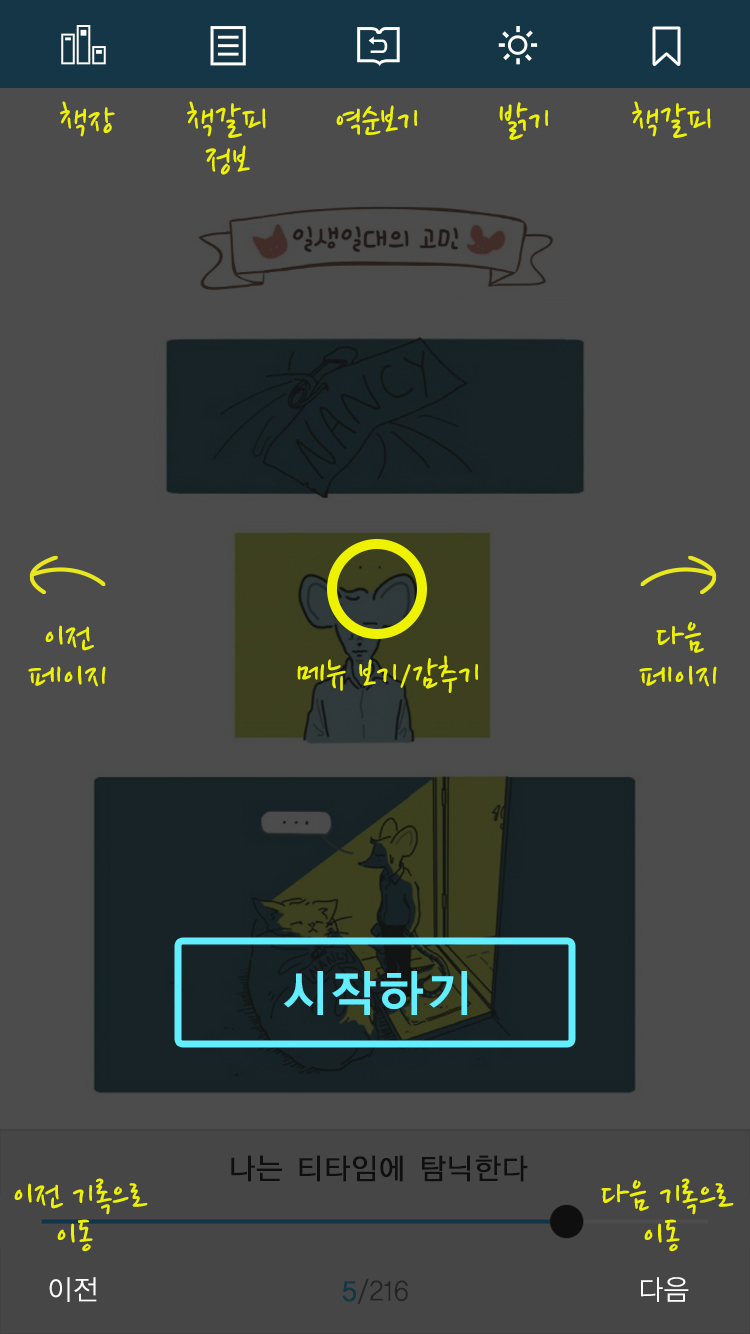 책장
책갈피
정보
역순보기
밝기
책갈피
일생일대의 고민
NANCY
이전
페이지
메뉴 보기/감추기
다음
페이지
...
시작하기
나는 티타임에 탐닉한다
이전 기록으로
이동
다음 기록으로
이동
이전
5/216
다음